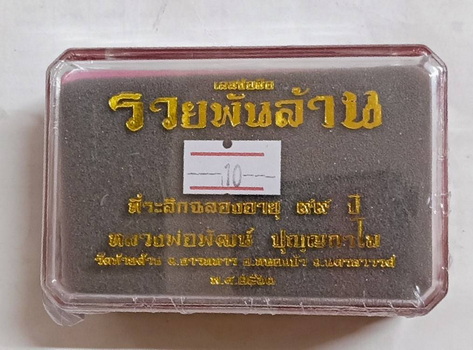 รวยพันล้าน
10
ที่ระลึกฉลองอายุ ๙๙ ปี
หลวงพ่อพัฒน์ ปุญฺญกาโม
วัดห้วยด้วน ต.ธารทหาร อ.หนองบัว จ.นครสวรรค์